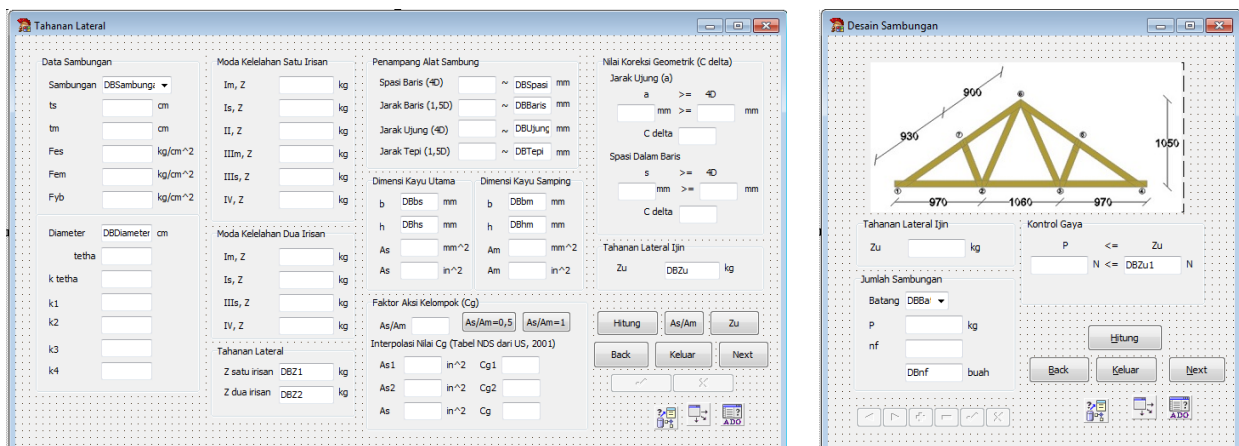 Tahanan Lateral
Data Sambungan
Sambungan DBSambunga
ts cm
tm cm
Fes kg/cm^2
Fem kg/cm^2
Fyb kg/cm^2
Diameter DBDiameter cm
tetha
k tetha
k1
k2
k3
k4
Moda Kelelahan Satu Irisan
Im, Z kg
Is, Z kg
II, Z kg
IIIm, Z kg
IIIs, Z kg
IV, Z kg
Moda Kelelahan Dua Irisan
Im, Z kg
Is, Z kg
IIIs, Z kg
IV, Z kg
Tahanan Lateral
Z satu irisan DBZ1 kg
Z dua irisan DBZ2 kg
Penampang Alat Sambung
Spasi Baris (4D) ~ DBSpasi mm
Jarak Baris (1,5D) ~ DBBaris mm
Jarak Ujung (4D) ~ DBUjung mm
Jarak Tepi (1,5D) ~ DBTepi mm
Dimensi Kayu Utama
b DBbs mm
h DBhs mm
As mm^2
As in^2
Dimensi Kayu Samping
b DBbm mm
h DBhm mm
Am mm^2
Am in^2
Faktor Aksi Kelompok (Cg)
As/Am As/Am=0,5 As/Am=1
Interpolasi Nilai Cg (Tabel NDS dari US, 2001)
As1 in^2 Cg1
As2 in^2 Cg2
As in^2 Cg
Nilai Koreksi Geometrik (C delta)
Jarak Ujung (a)
a >= 4D
mm >= mm
C delta
Spasi Dalam Baris
s >= 4D
mm >= mm
C delta
Tahanan Lateral Ijin
Zu DBZu kg
Hitung As/Am Zu
Back Keluar Next
ADO
Desain Sambungan
900
930
1050
1 2 3 4
7 6 8
970 1060 970
Tahanan Lateral Ijin
Zu kg
Jumlah Sambungan
Batang DBBa
P kg
nf
DBnf buah
Kontrol Gaya
P <= Zu
N <= DBZu1 N
Hitung
Back Keluar Next
ADO